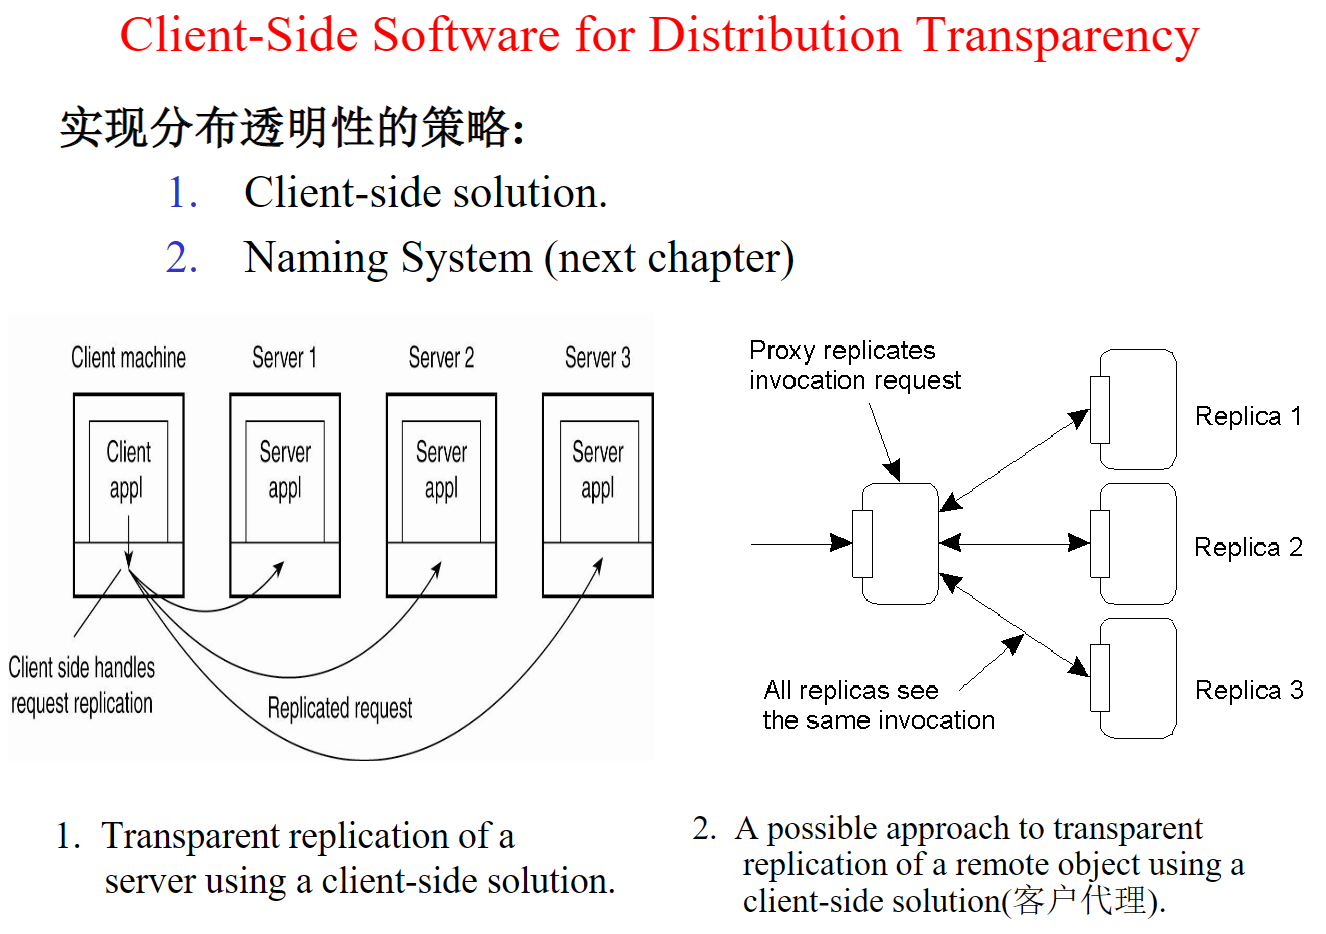 Client-Side Software for Distribution Transparency
实现分布透明性的策略:
1. Client-side solution.
2. Naming System (next chapter)
Client machine
Server 1
Server 2
Server 3
Client
appl
Server
appl
Server
appl
Server
appl
Client side handles
request replication
Replicated request
1. Transparent replication of a
server using a client-side solution.
Proxy replicates
invocation request
Replica 1
Replica 2
Replica 3
All replicas see
the same invocation
2. A possible approach to transparent
replication of a remote object using a
client-side solution(客户代理).